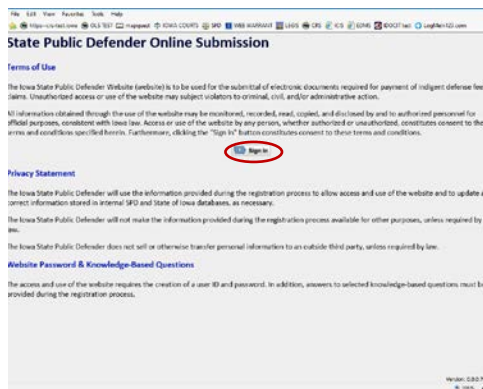 File Edit View Favorites Tools Help
State Public Defender Online Submission
Terms of Use
The Iowa State Public Defender Website (website) is to be used for the submittal of electronic documents required for payment of indigent defense fee
claims. Unauthorized access or use of the website may subject violators to criminal, civil, and/or administrative action.
All information obtained through the use of the website may be monitored, recorded, read, copied, and disclosed by and to authorized personnel for
official purposes, consistent with Iowa law. Access or use of the website by any person, whether authorized or unauthorized, constitutes consent to the
terms and conditions specified herein. Furthermore, clicking the "Sign in" button constitutes consent to these terms and conditions.
Sign in
Privacy Statement
The Iowa State Public Defender will use the information provided during the registration process to allow access and use of the website and to update a
correct information stored in internal SPD and State of Iowa databases, as necessary.
The Iowa State Public Defender will not make the information provided during the registration process available for other purposes, unless required by
law.
The Iowa State Public Defender does not sell or otherwise transfer personal information to an outside third party, unless required by law.
Website Password & Knowledge-Based Questions
The access and use of the website requires the creation of a user ID and password. In addition, answers to selected knowledge-based questions must b
provided during the registration process.